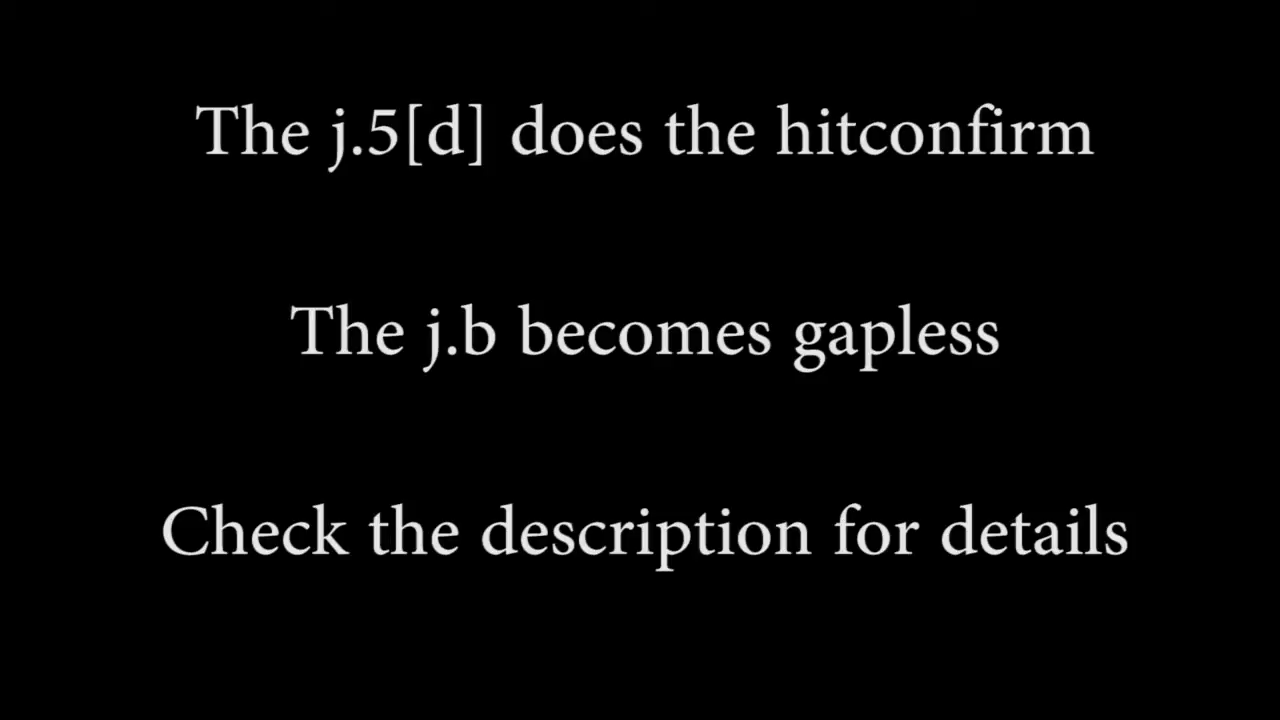 The j.5[d] does the hitconfirm
The j.b becomes gapless
Check the description for details